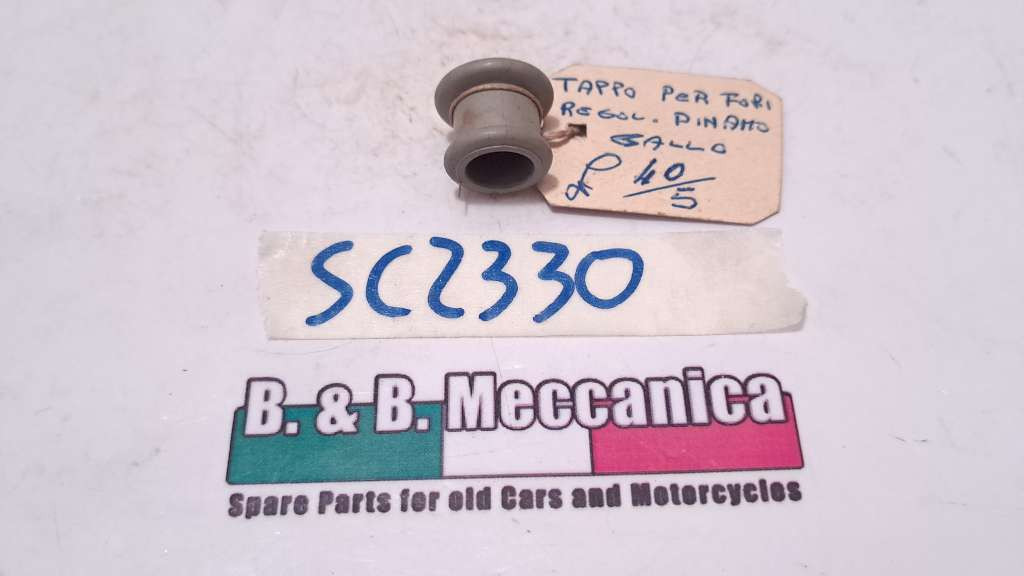 TAPPO PER FORI
REGOL. DINAMO
GALLO
£ 40/5
SC2330
B. & B. Meccanica
Spare Parts for old Cars and Motorcycles